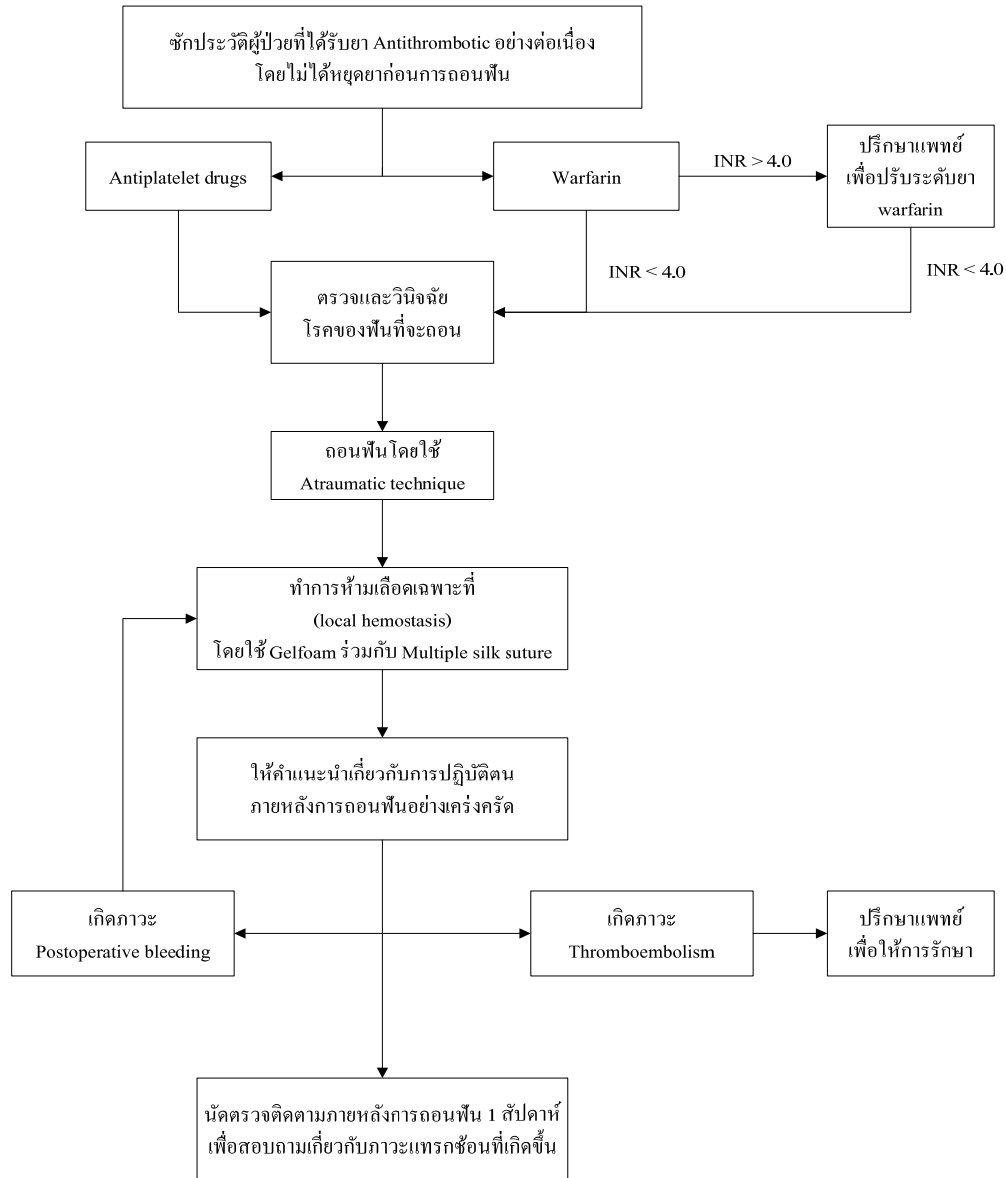 ซักประวัติผู้ป่วยที่ได้รับยา Antithrombotic อย่างต่อเนื่อง
โดยไม่ได้หยุดยาก่อนการถอนฟัน
Antiplatelet drugs
Warfarin
INR > 4.0
ปรึกษาแพทย์
เพื่อปรับระดับยา
warfarin
INR < 4.0
INR < 4.0
ตรวจและวินิจฉัย
โรคของฟันที่จะถอน
ถอนฟันโดยใช้
Atraumatic technique
ทำการห้ามเลือดเฉพาะที่
(local hemostasis)
โดยใช้ Gelfoam ร่วมกับ Multiple silk suture
ให้คำแนะนำเกี่ยวกับการปฏิบัติตน
ภายหลังการถอนฟันอย่างเคร่งครัด
เกิดภาวะ
Postoperative bleeding
เกิดภาวะ
Thromboembolism
ปรึกษาแพทย์
เพื่อให้การรักษา
นัดตรวจติดตามภายหลังการถอนฟัน 1 สัปดาห์
เพื่อสอบถามเกี่ยวกับภาวะแทรกซ้อนที่เกิดขึ้น